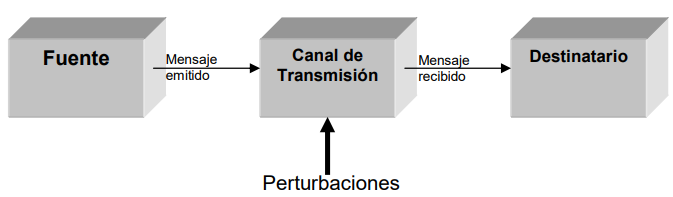 Fuente
Mensaje
emitido
Canal de
Transmisión
Mensaje
recibido
Destinatario
Perturbaciones